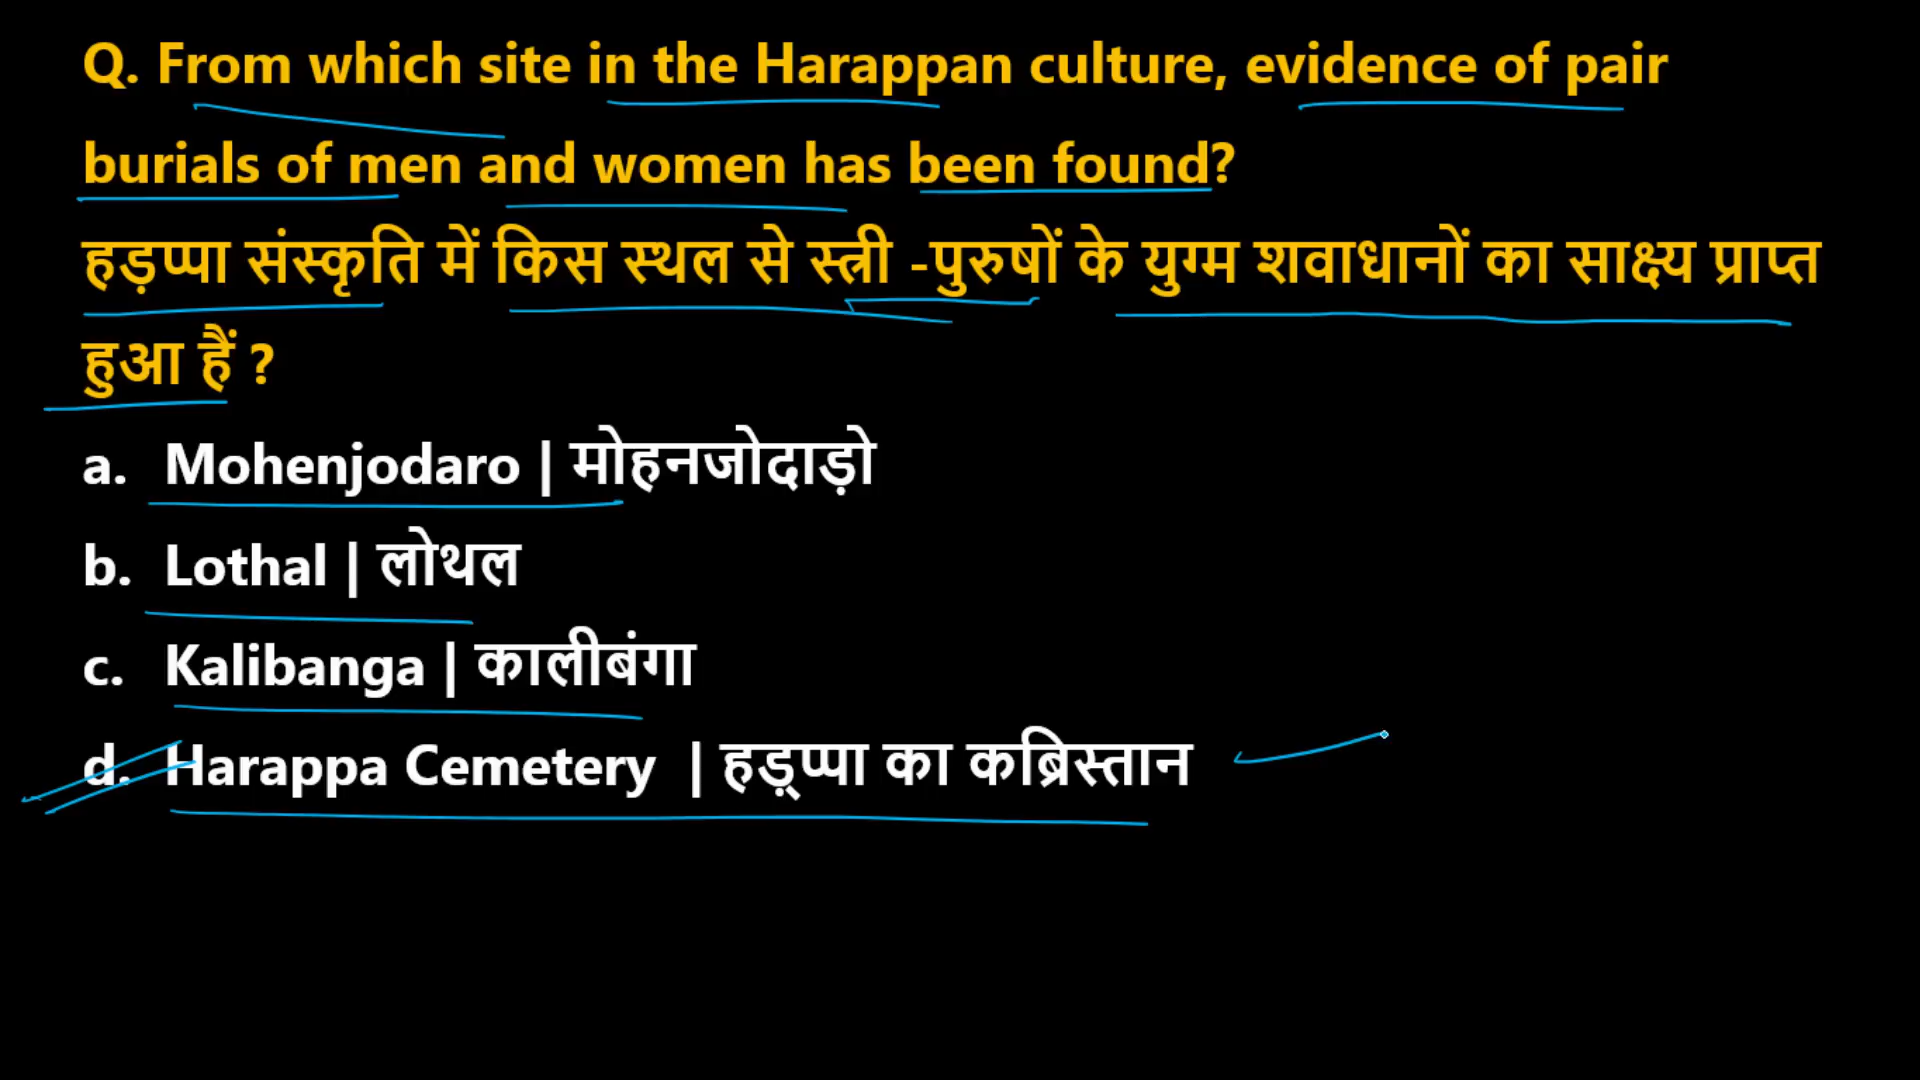 Q. From which site in the Harappan culture, evidence of pair
burials of men and women has been found?
हड़प्पा संस्कृति में किस स्थल से स्त्री -पुरुषों के युग्म शवाधानों का साक्ष्य प्राप्त
हुआ हैं ?
a. Mohenjodaro | मोहनजोदाड़ो
b. Lothal | लोथल
c. Kalibanga | कालीबंगा
d. Harappa Cemetery | हड़्प्पा का कब्रिस्तान